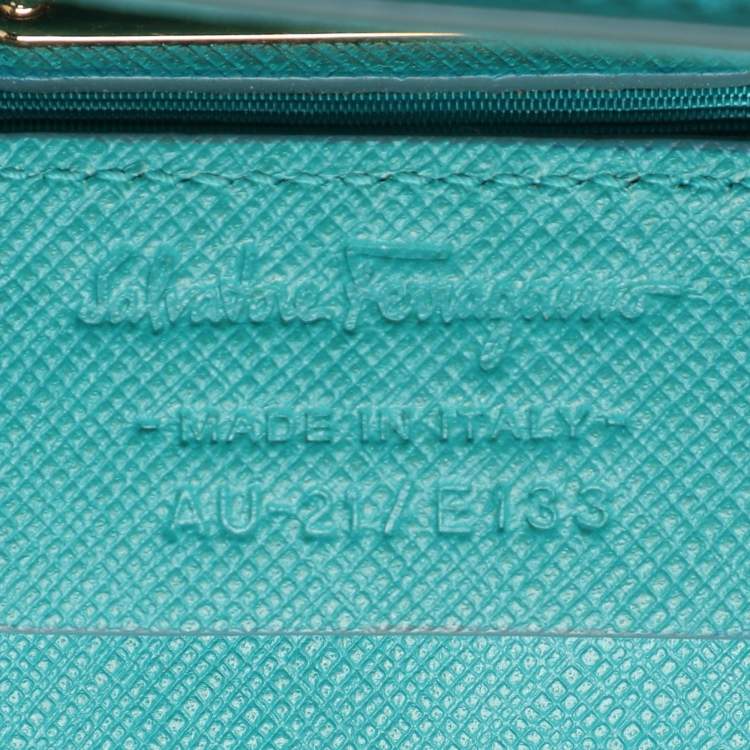 Salvatore Ferragamo
-MADE IN ITALY-
AU-21/E133